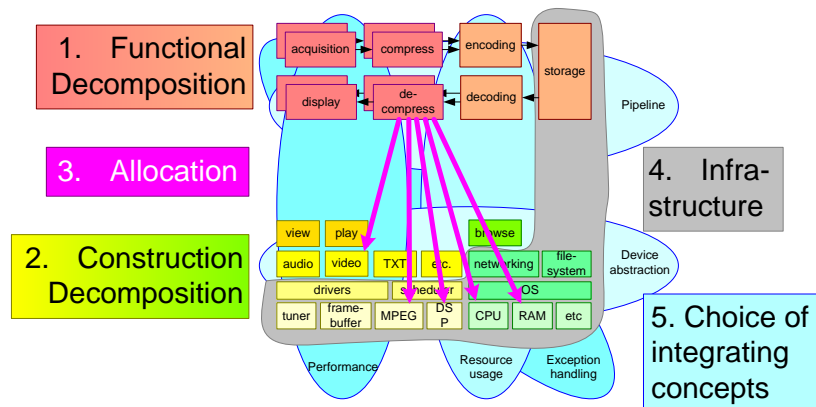 1. Functional
Decomposition
acquisition
compress
encoding
storage
display
de-
compress
decoding
Pipeline
3. Allocation
4. Infra-
structure
view
play
browse
2. Construction
Decomposition
audio
video
TXT
etc.
networking
file-
system
Device
abstraction
drivers
scheduler
OS
tuner
frame-
buffer
MPEG
DS
P
CPU
RAM
etc
5. Choice of
integrating
concepts
Performance
Resource
usage
Exception
handling